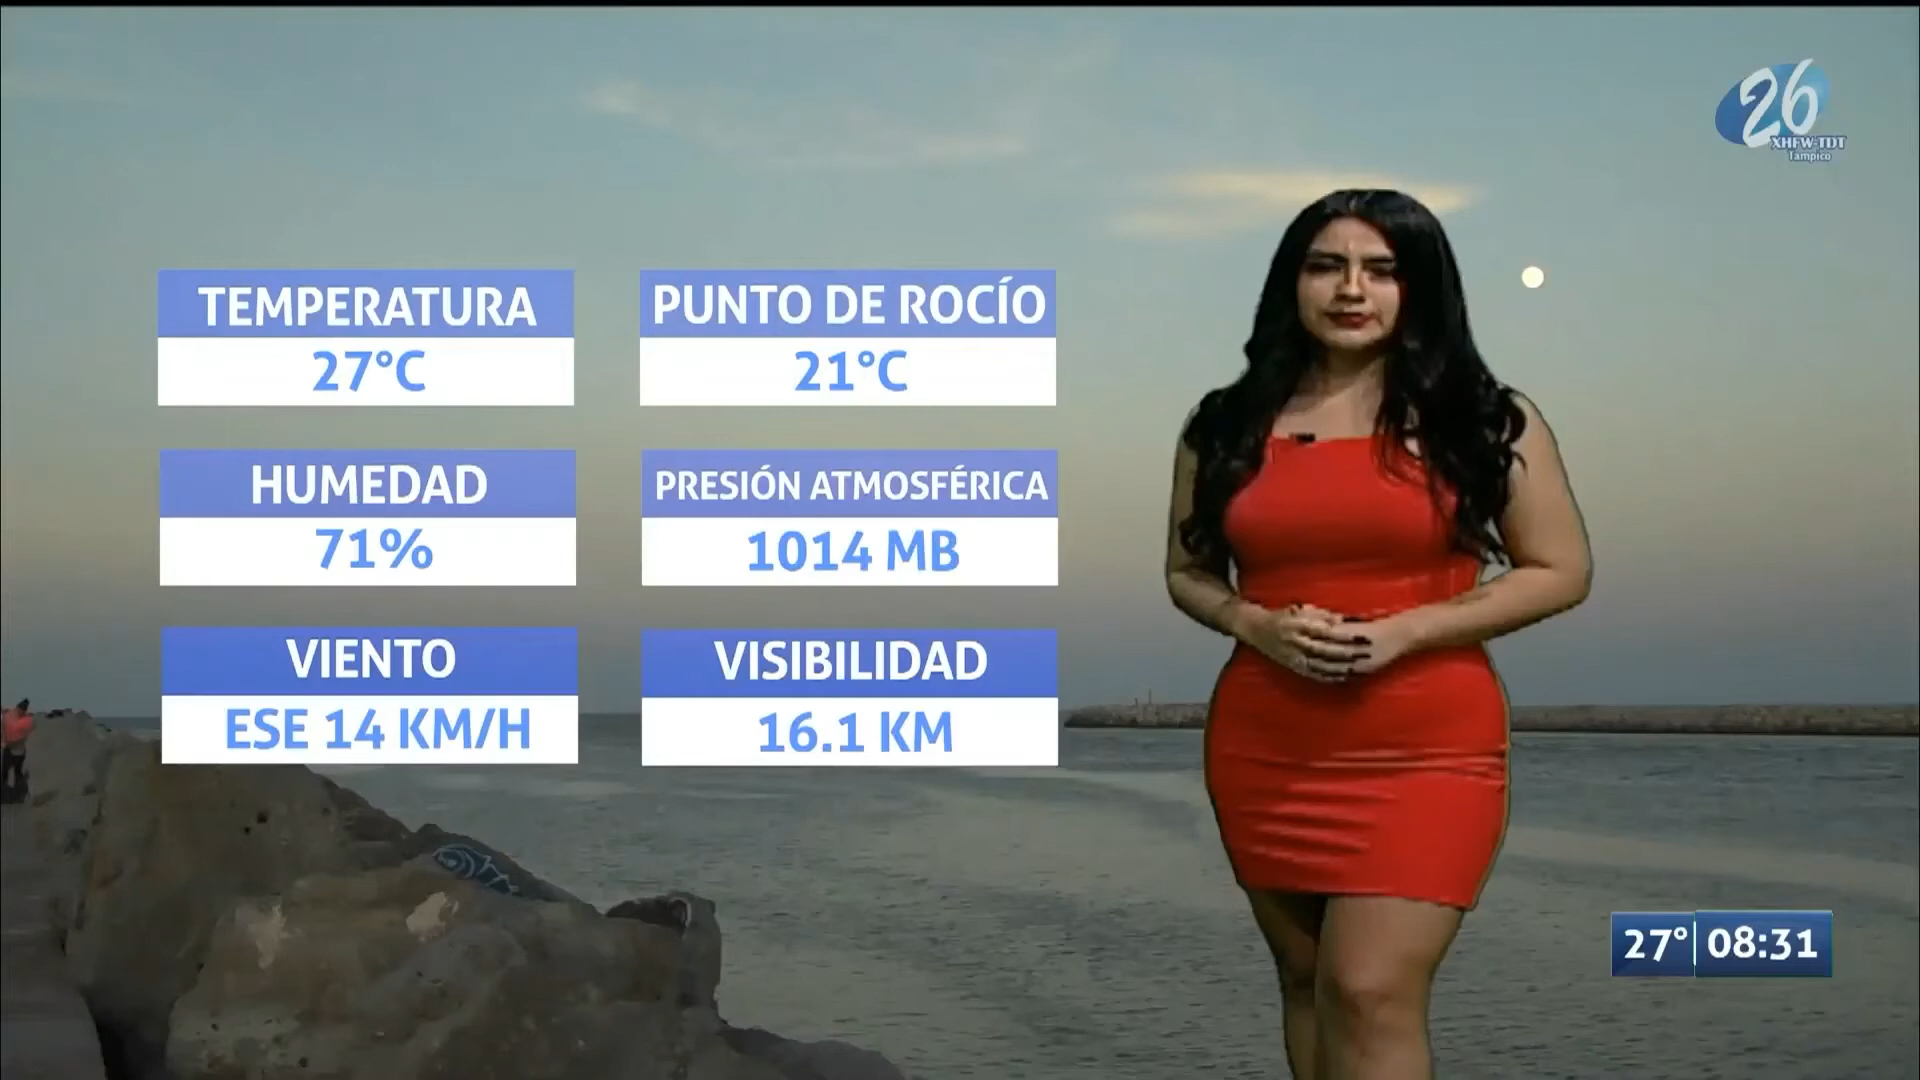 26
XHFW-TDT
Tampico
TEMPERATURA
27°C
PUNTO DE ROCÍO
21°C
HUMEDAD
71%
PRESIÓN ATMOSFÉRICA
1014 MB
VIENTO
ESE 14 KM/H
VISIBILIDAD
16.1 KM
27° 08:31